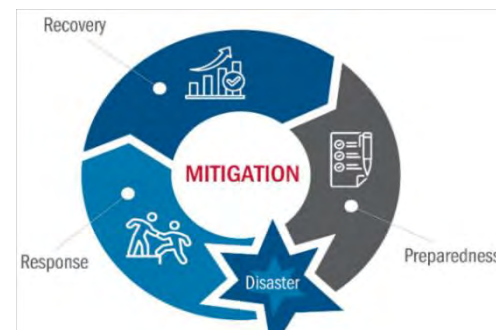 Recovery
MITIGATION
Preparedness
Response
Disaster